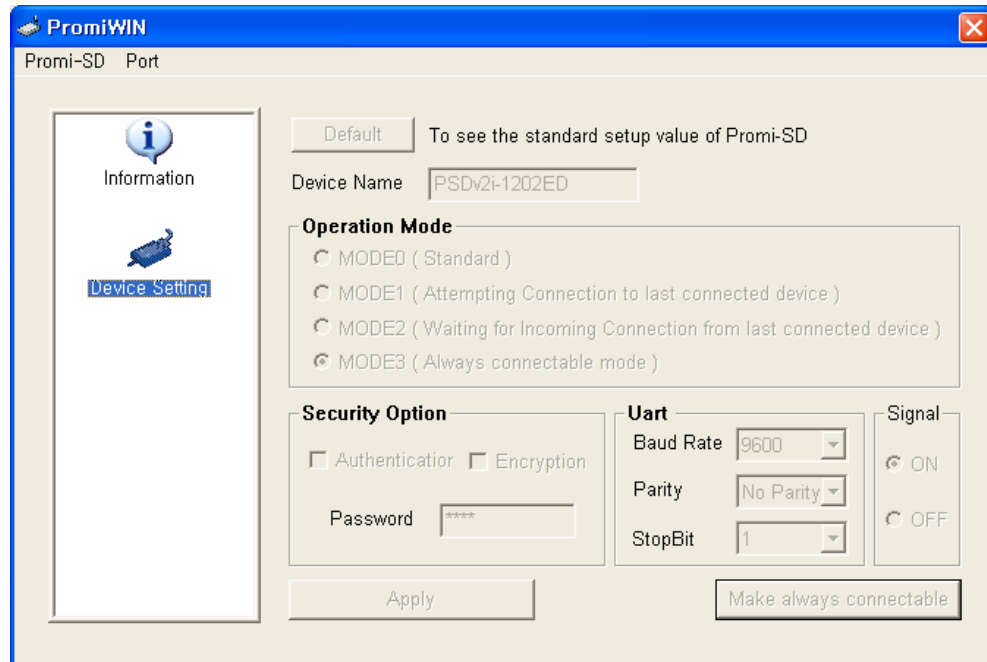 PromiWIN
Promi-SD Port
Information
Device Setting
Default To see the standard setup value of Promi-SD
Device Name PSDv2i-1202ED
Operation Mode
MODE0 ( Standard )
MODE1 ( Attempting Connection to last connected device )
MODE2 ( Waiting for Incoming Connection from last connected device )
MODE3 ( Always connectable mode )
Security Option
Authenticatior Encryption
Password ****
Uart
Baud Rate 9600
Parity No Parity
StopBit 1
Signal
ON
OFF
Apply
Make always connectable